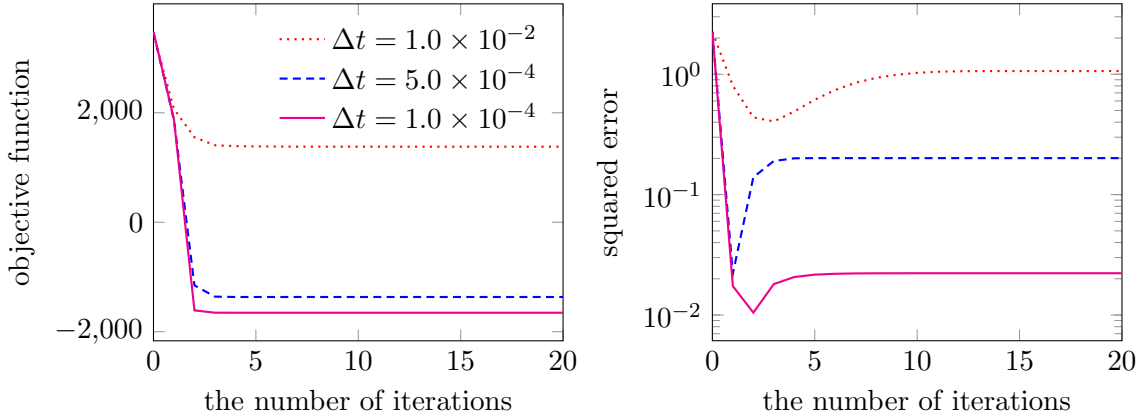 objective function
2,000
0
−2,000
0
5
10
15
20
the number of iterations
Δt = 1.0 × 10⁻²
Δt = 5.0 × 10⁻⁴
Δt = 1.0 × 10⁻⁴
squared error
10⁰
10⁻¹
10⁻²
0
5
10
15
20
the number of iterations